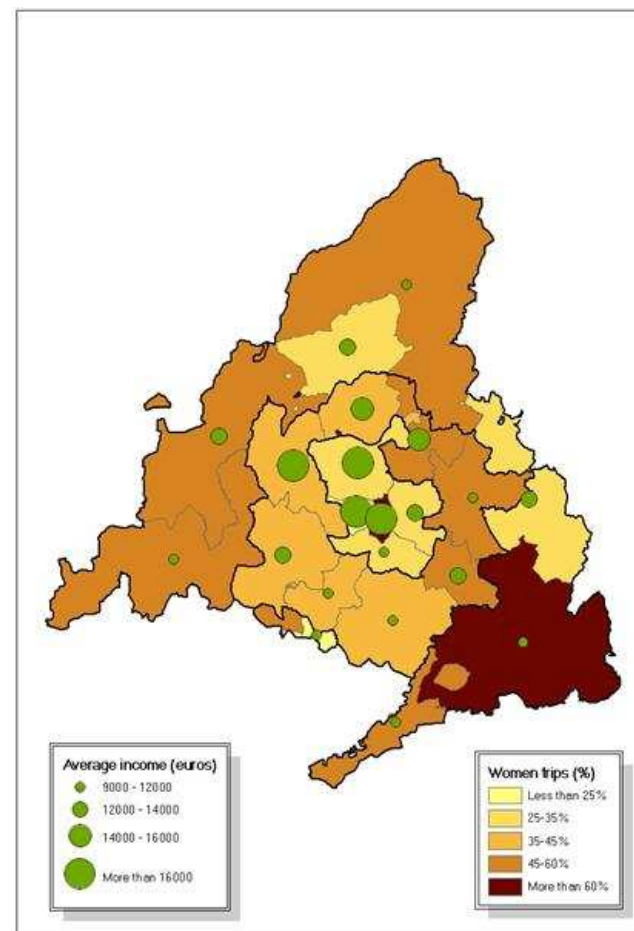 Average income (euros)
9000 - 12000
12000 - 14000
14000 - 16000
More than 16000
Women trips (%)
Less than 25%
25-35%
35-45%
45-60%
More than 60%